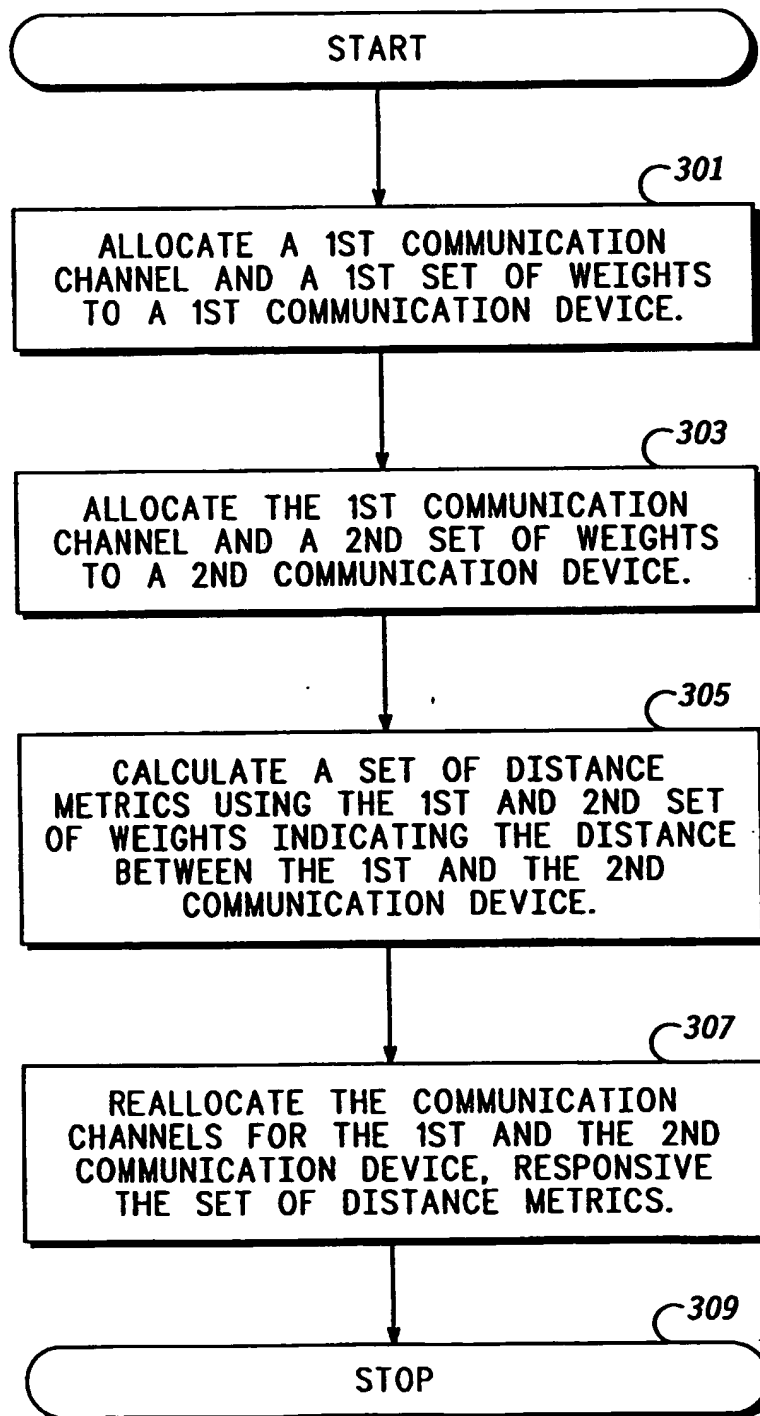 START
301
ALLOCATE A 1ST COMMUNICATION
CHANNEL AND A 1ST SET OF WEIGHTS
TO A 1ST COMMUNICATION DEVICE.
303
ALLOCATE THE 1ST COMMUNICATION
CHANNEL AND A 2ND SET OF WEIGHTS
TO A 2ND COMMUNICATION DEVICE.
305
CALCULATE A SET OF DISTANCE
METRICS USING THE 1ST AND 2ND SET
OF WEIGHTS INDICATING THE DISTANCE
BETWEEN THE 1ST AND THE 2ND
COMMUNICATION DEVICE.
307
REALLOCATE THE COMMUNICATION
CHANNELS FOR THE 1ST AND THE 2ND
COMMUNICATION DEVICE, RESPONSIVE
THE SET OF DISTANCE METRICS.
309
STOP